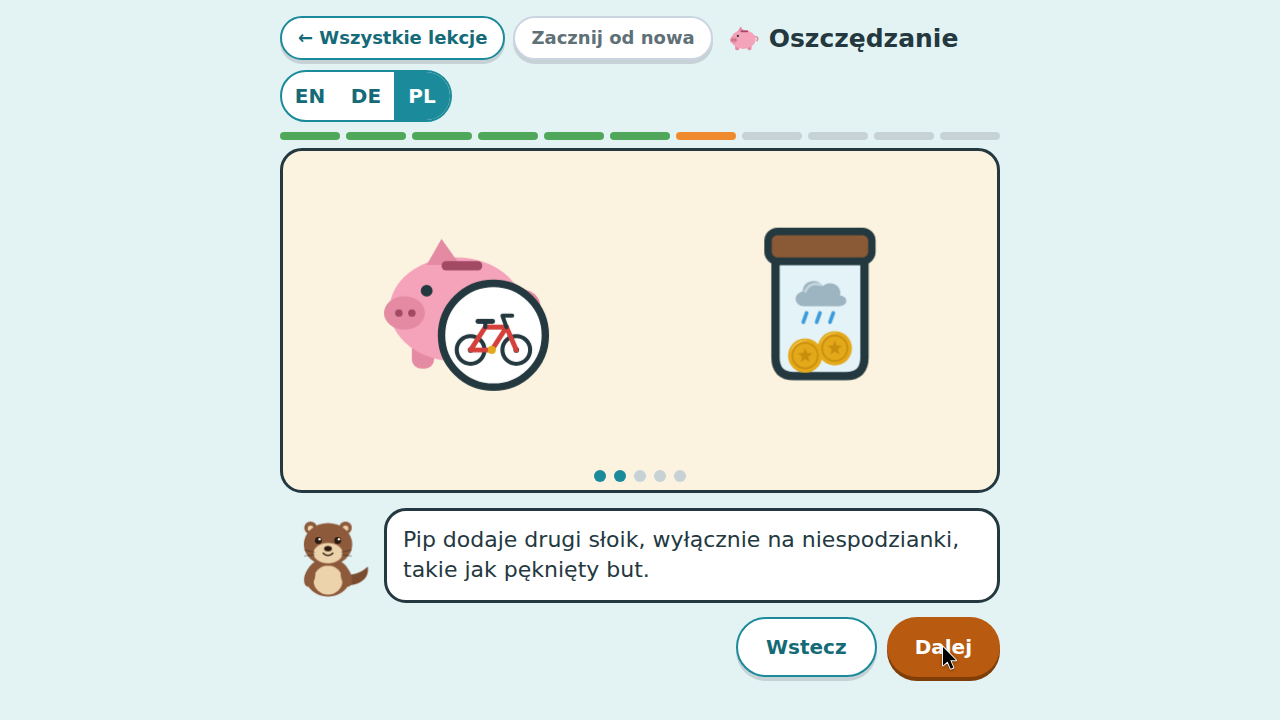 ← Wszystkie lekcje
Zacznij od nowa
Oszczędzanie
EN DE PL
Pip dodaje drugi słoik, wyłącznie na niespodzianki,
takie jak pęknięty but.
Wstecz
Dalej